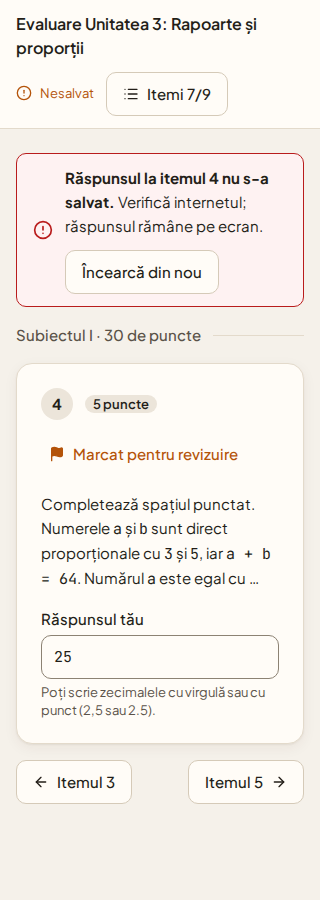 Evaluare Unitatea 3: Rapoarte și
proporții
Nesalvat
Itemi 7/9
Răspunsul la itemul 4 nu s-a
salvat. Verifică internetul;
răspunsul rămâne pe ecran.
Încearcă din nou
Subiectul I · 30 de puncte
4
5 puncte
Marcat pentru revizuire
Completează spațiul punctat.
Numerele a și b sunt direct
proporționale cu 3 și 5, iar a + b
= 64. Numărul a este egal cu ...
Răspunsul tău
25
Poți scrie zecimalele cu virgulă sau cu
punct (2,5 sau 2.5).
← Itemul 3
Itemul 5 →